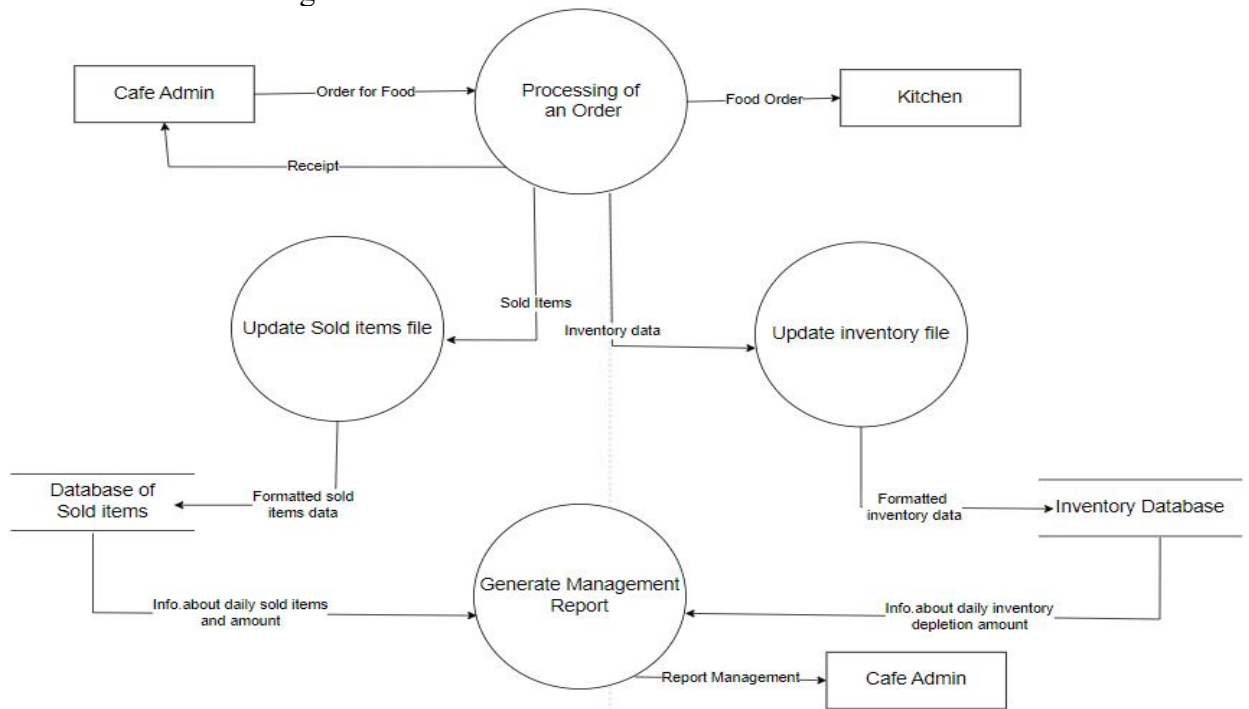 Cafe Admin
Order for Food
Processing of
an Order
Food Order
Kitchen
Receipt
Sold Items
Inventory data
Update Sold items file
Update inventory file
Database of
Sold items
Formatted sold
items data
Formatted
inventory data
Inventory Database
Generate Management
Report
Info.about daily sold items
and amount
Info.about daily inventory
depletion amount
Report Management
Cafe Admin